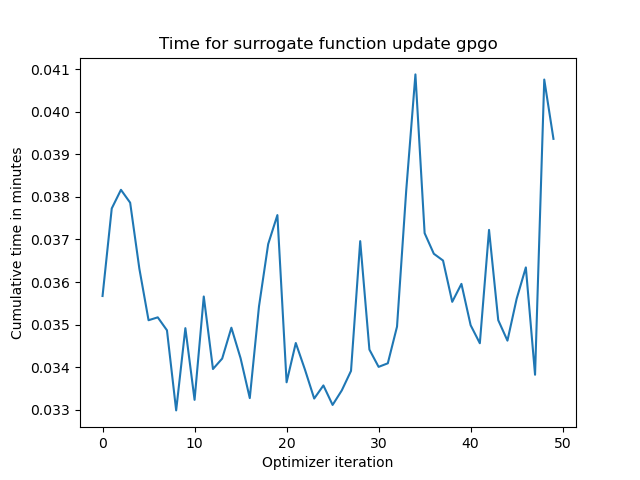 Time for surrogate function update gpgo
0.041
0.040
0.039
0.038
0.037
0.036
0.035
0.034
0.033
Cumulative time in minutes
0 10 20 30 40 50
Optimizer iteration